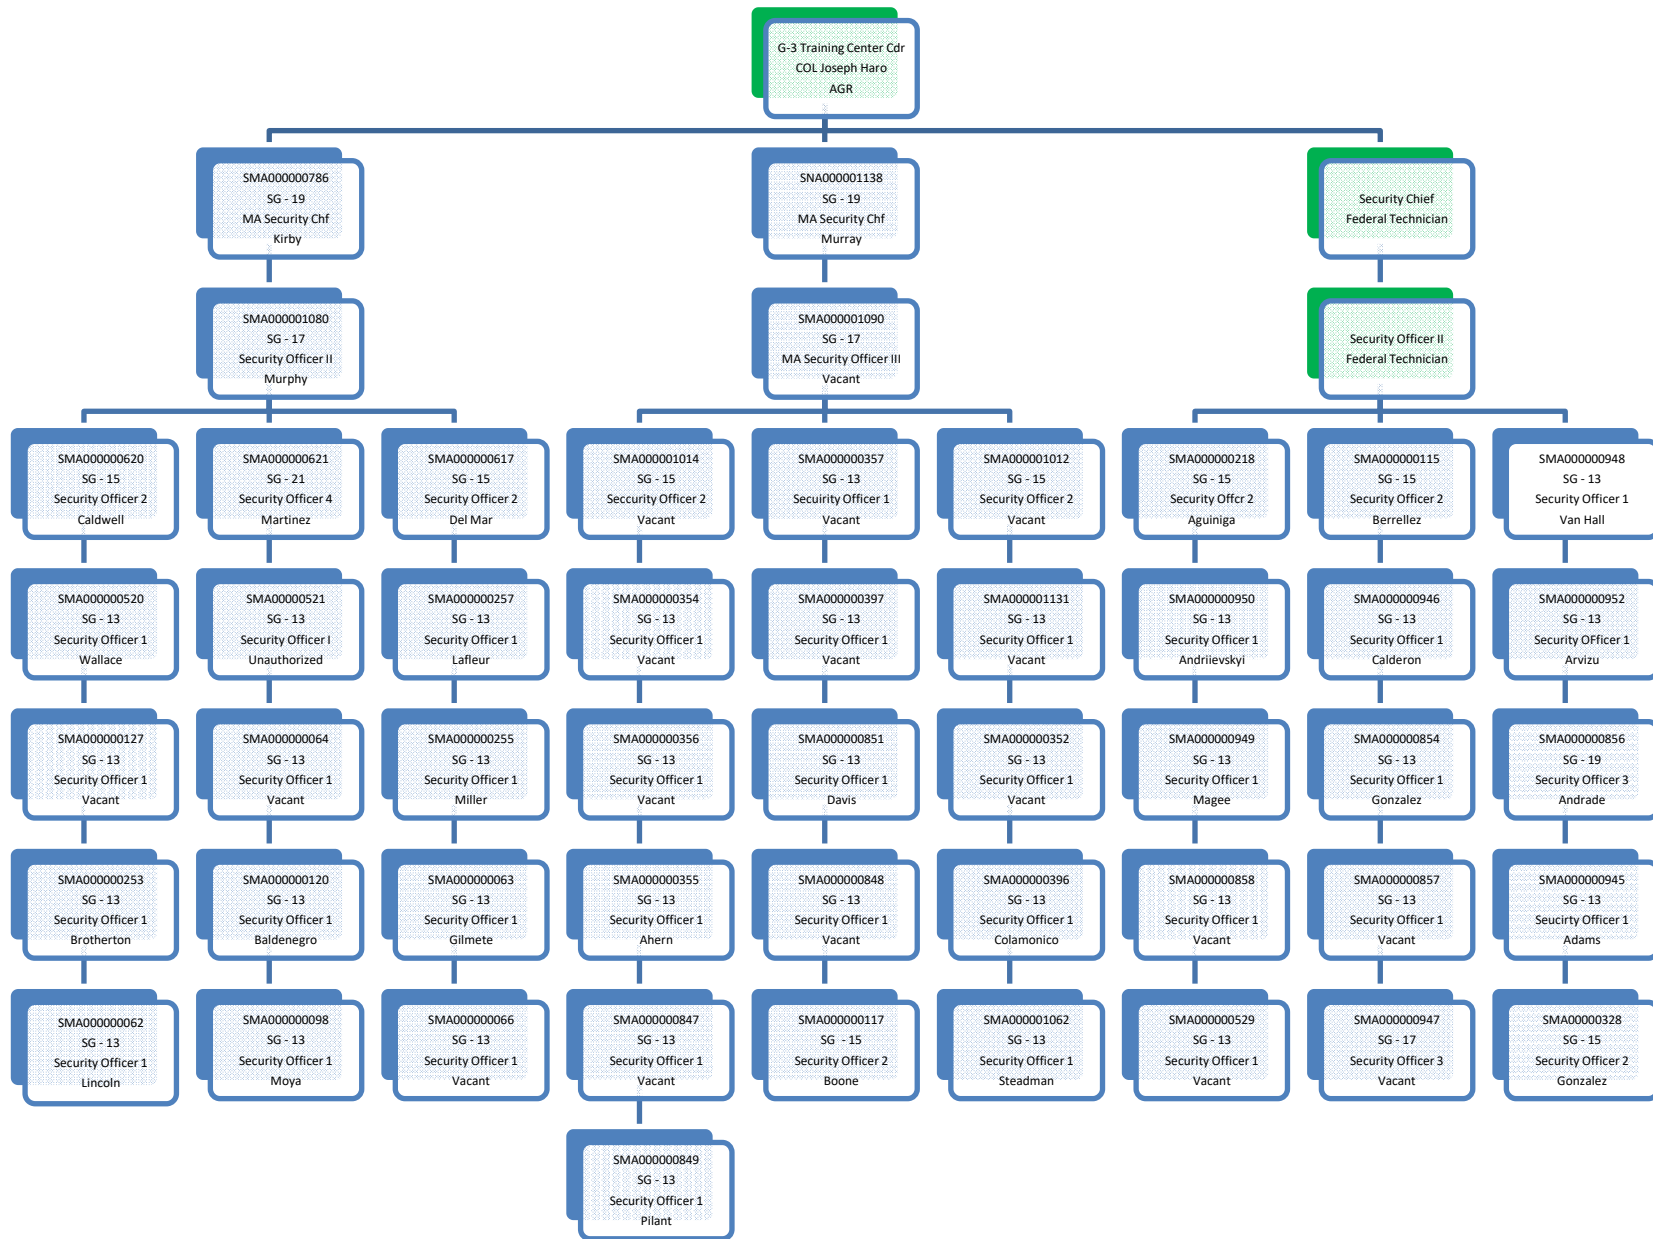 G-3 Training Center Cdr
COL Joseph Haro
AGR
SMA000000786
SG - 19
MA Security Chf
Kirby
SNA000001138
SG - 19
MA Security Chf
Murray
Security Chief
Federal Technician
SMA000001080
SG - 17
Security Officer II
Murphy
SMA000001090
SG - 17
MA Security Officer III
Vacant
Security Officer II
Federal Technician
SMA000000620
SG - 15
Security Officer 2
Caldwell
SMA000000621
SG - 21
Security Officer 4
Martinez
SMA000000617
SG - 15
Security Officer 2
Del Mar
SMA000001014
SG - 15
Seccurity Officer 2
Vacant
SMA000000357
SG - 13
Secuirity Officer 1
Vacant
SMA000001012
SG - 15
Security Officer 2
Vacant
SMA000000218
SG - 15
Security Offcr 2
Aguiniga
SMA000000115
SG - 15
Security Officer 2
Berrellez
SMA000000948
SG - 13
Security Officer 1
Van Hall
SMA000000520
SG - 13
Security Officer 1
Wallace
SMA00000521
SG - 13
Security Officer I
Unauthorized
SMA000000257
SG - 13
Security Officer 1
Lafleur
SMA000000354
SG - 13
Security Officer 1
Vacant
SMA000000397
SG - 13
Security Officer 1
Vacant
SMA000001131
SG - 13
Security Officer 1
Vacant
SMA000000950
SG - 13
Security Officer 1
Andriievskyi
SMA000000946
SG - 13
Security Officer 1
Calderon
SMA000000952
SG - 13
Security OFficer 1
Arvizu
SMA000000127
SG - 13
Security Officer 1
Vacant
SMA000000064
SG - 13
Security Officer 1
Vacant
SMA000000255
SG - 13
Security Officer 1
Miller
SMA000000356
SG - 13
Security Officer 1
Vacant
SMA000000851
SG - 13
Security Officer 1
Davis
SMA000000352
SG - 13
Security Officer 1
Vacant
SMA000000949
SG - 13
Security Officer 1
Magee
SMA000000854
SG - 13
Security Officer 1
Gonzalez
SMA000000856
SG - 19
Security Officer 3
Andrade
SMA000000253
SG - 13
Security Officer 1
Brotherton
SMA000000120
SG - 13
Security Officer 1
Baldenegro
SMA000000063
SG - 13
Security Officer 1
Gilmete
SMA000000355
SG - 13
Security Officer 1
Ahern
SMA000000848
SG - 13
Security Officer 1
Vacant
SMA000000396
SG - 13
Security Officer 1
Colamonico
SMA000000858
SG - 13
Security Officer 1
Vacant
SMA000000857
SG - 13
Security Officer 1
Vacant
SMA000000945
SG - 13
Seucirty Officer 1
Adams
SMA000000062
SG - 13
Security Officer 1
Lincoln
SMA000000098
SG - 13
Security Officer 1
Moya
SMA000000066
SG - 13
Security Officer 1
Vacant
SMA000000847
SG - 13
Security Officer 1
Vacant
SMA000000117
SG - 15
Security Officer 2
Boone
SMA000001062
SG - 13
Security Officer 1
Steadman
SMA000000529
SG - 13
Security Officer 1
Vacant
SMA000000947
SG - 17
Security Officer 3
Vacant
SMA00000328
SG - 15
Security Officer 2
Gonzalez
SMA000000849
SG - 13
Security Officer 1
Pilant